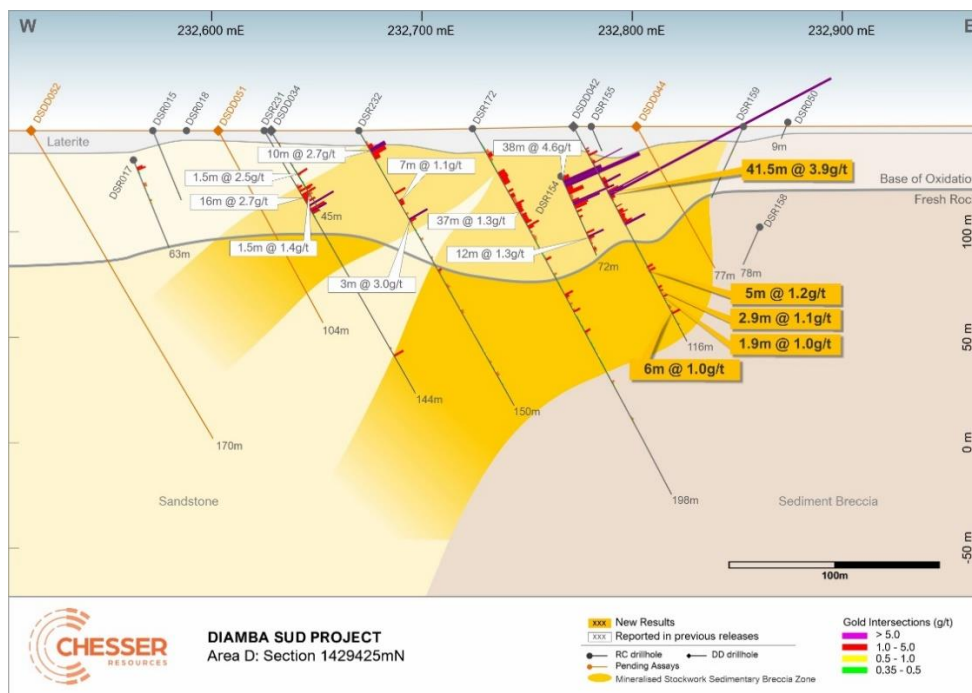 W
232,600 mE
232,700 mE
232,800 mE
232,900 mE
E
DSDD052
DSR015
DSR018
DSDD051
DSR231
DSDD034
DSR232
DSR172
DSDD042
DSR155
DSDD044
DSR159
DSR050
Laterite
DSR017
10m @ 2.7g/t
38m @ 4.6g/t
9m
1.5m @ 2.5g/t
7m @ 1.1g/t
41.5m @ 3.9g/t
Base of Oxidation
DSR154
16m @ 2.7g/t
Fresh Rock
45m
37m @ 1.3g/t
DSR158
100 m
1.5m @ 1.4g/t
63m
12m @ 1.3g/t
72m
77m
78m
3m @ 3.0g/t
5m @ 1.2g/t
2.9m @ 1.1g/t
104m
50 m
116m
1.9m @ 1.0g/t
6m @ 1.0g/t
144m
150m
170m
0 m
198m
Sandstone
Sediment Breccia
-50 m
100m
CHESSER
RESOURCES
DIAMBA SUD PROJECT
Area D: Section 1429425mN
XXX New Results
XXX Reported in previous releases
RC drillhole
DD drillhole
Pending Assays
Mineralised Stockwork Sedimentary Breccia Zone
Gold Intersections (g/t)
> 5.0
1.0 - 5.0
0.5 - 1.0
0.35 - 0.5